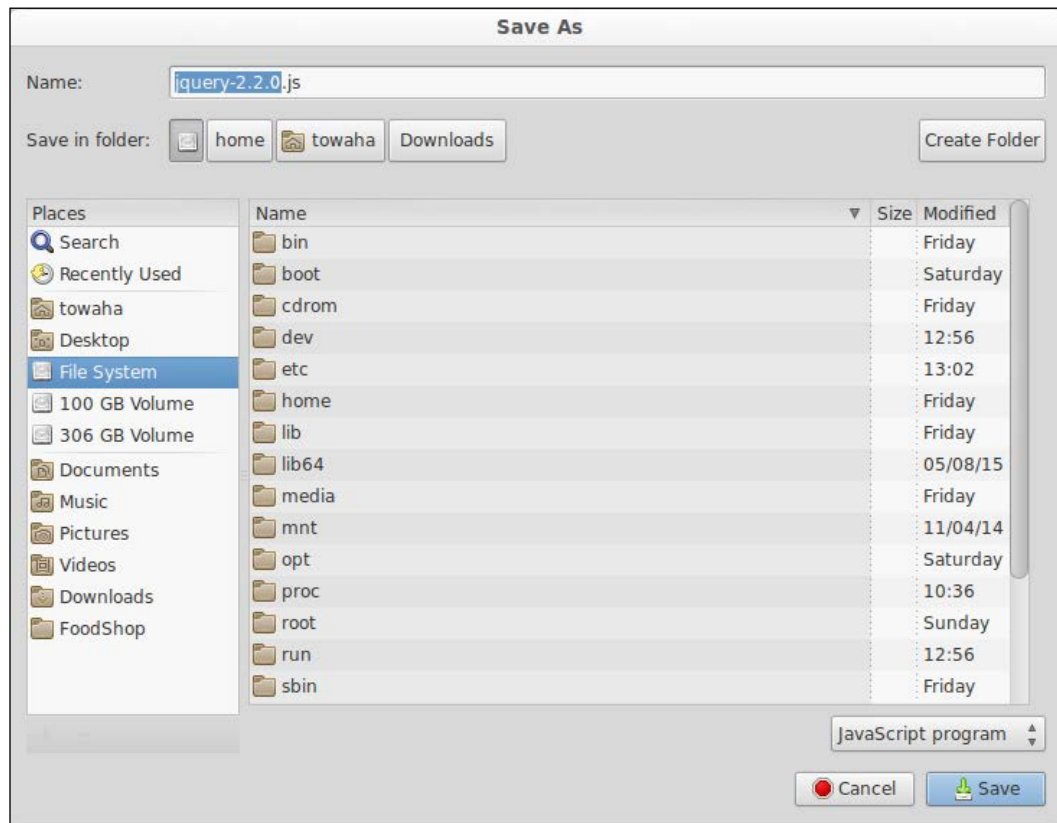 Save As
Name: jquery-2.2.0.js
Save in folder: home towaha Downloads Create Folder
Places
Search
Recently Used
towaha
Desktop
File System
100 GB Volume
306 GB Volume
Documents
Music
Pictures
Videos
Downloads
FoodShop
Name Size Modified
bin Friday
boot Saturday
cdrom Friday
dev 12:56
etc 13:02
home Friday
lib Friday
lib64 05/08/15
media Friday
mnt 11/04/14
opt Saturday
proc 10:36
root Sunday
run 12:56
sbin Friday
JavaScript program
Cancel Save